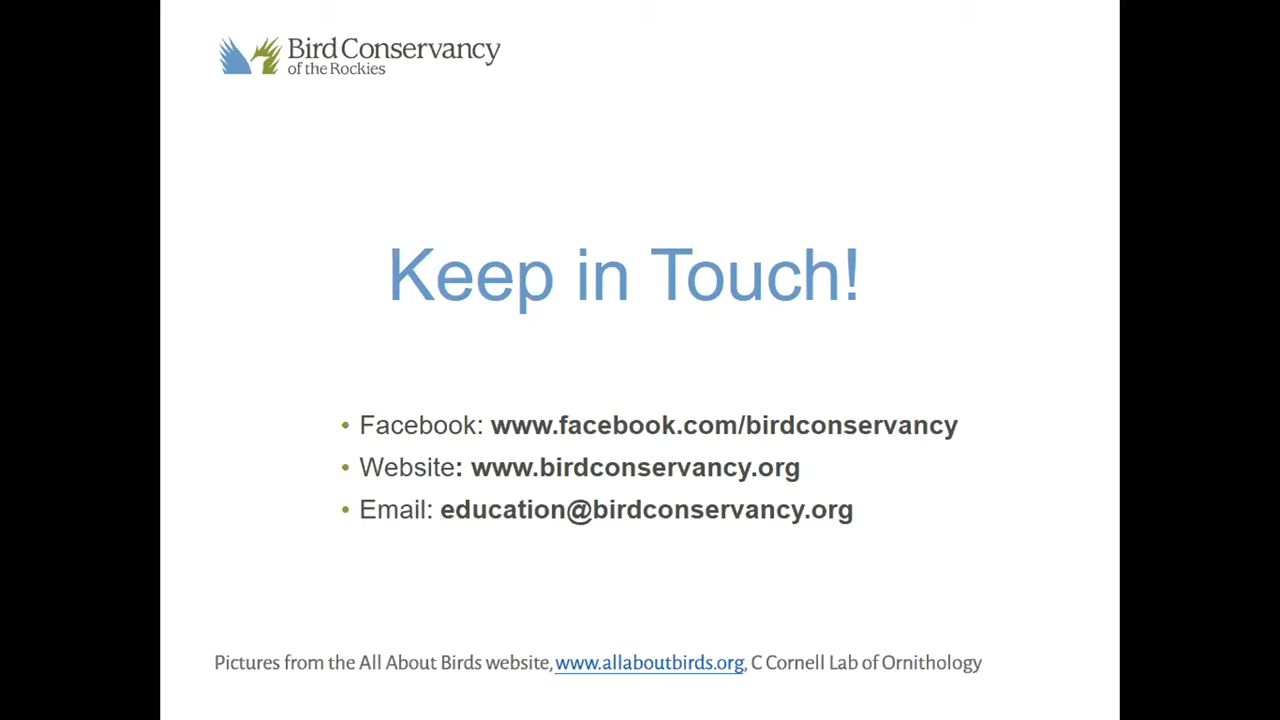 Bird Conservancy
of the Rockies
Keep in Touch!
• Facebook: www.facebook.com/birdconservancy
• Website: www.birdconservancy.org
• Email: education@birdconservancy.org
Pictures from the All About Birds website, www.allaboutbirds.org, C Cornell Lab of Ornithology